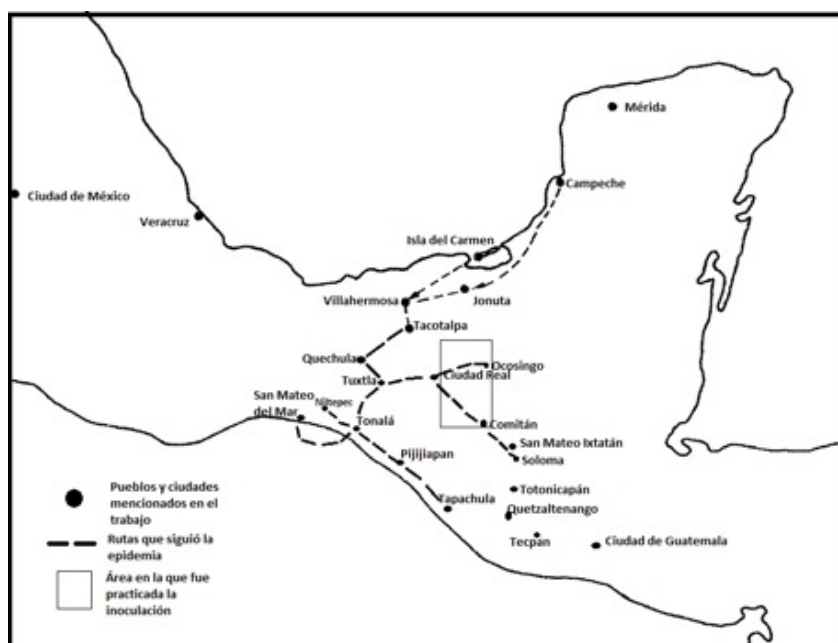 Mérida
Ciudad de México
Campeche
Veracruz
Isla del Carmen
Villahermosa
Jonuta
Tacotalpa
Quechula
Ocosingo
Tuxtla
Ciudad Real
San Mateo
del Mar
Niltepec
Tonalá
Comitán
San Mateo Ixtatán
Soloma
Pijijiapan
Tapachula
Totonicapán
Quetzaltenango
Tecpán
Ciudad de Guatemala
Pueblos y ciudades
mencionados en el
trabajo
Rutas que siguió la
epidemia
Área en la que fue
practicada la
inoculación